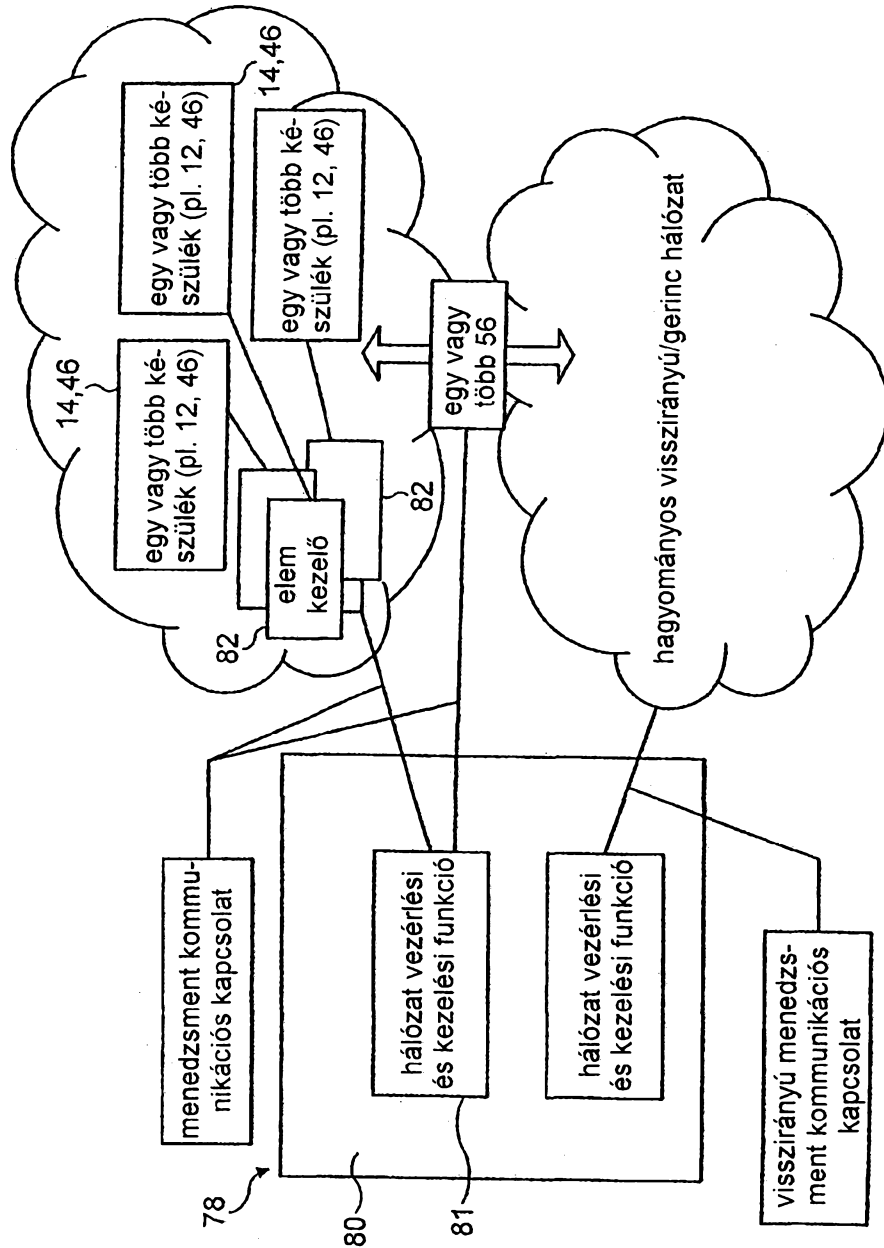 78
80
81
menedzsment kommu-
nikációs kapcsolat
hálózat vezérlési
és kezelési funkció
hálózat vezérlési
és kezelési funkció
visszirányú menedzs-
ment kommunikációs
kapcsolat
14,46
egy vagy több ké-
szülék (pl. 12, 46)
14,46
egy vagy több ké-
szülék (pl. 12, 46)
egy vagy több ké-
szülék (pl. 12, 46)
82
elem
kezelő
82
egy vagy
több 56
hagyományos visszirányú/gerinc hálózat